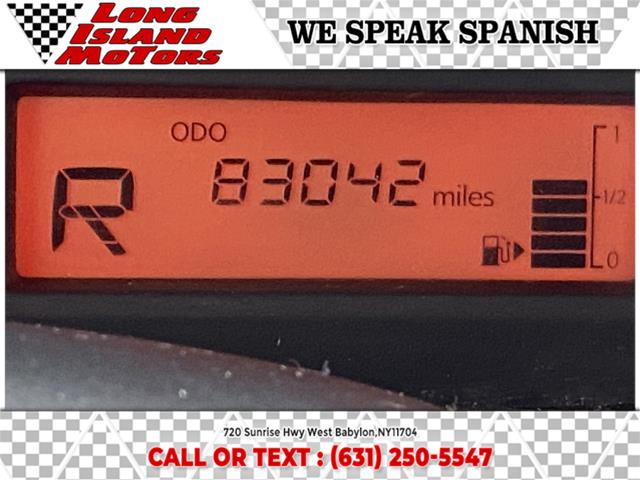 LONG
ISLAND
MOTORS
WE SPEAK SPANISH
ODO
R
83042 miles
1
1/2
0
720 Sunrise Hwy West Babylon,NY11704
CALL OR TEXT : (631) 250-5547